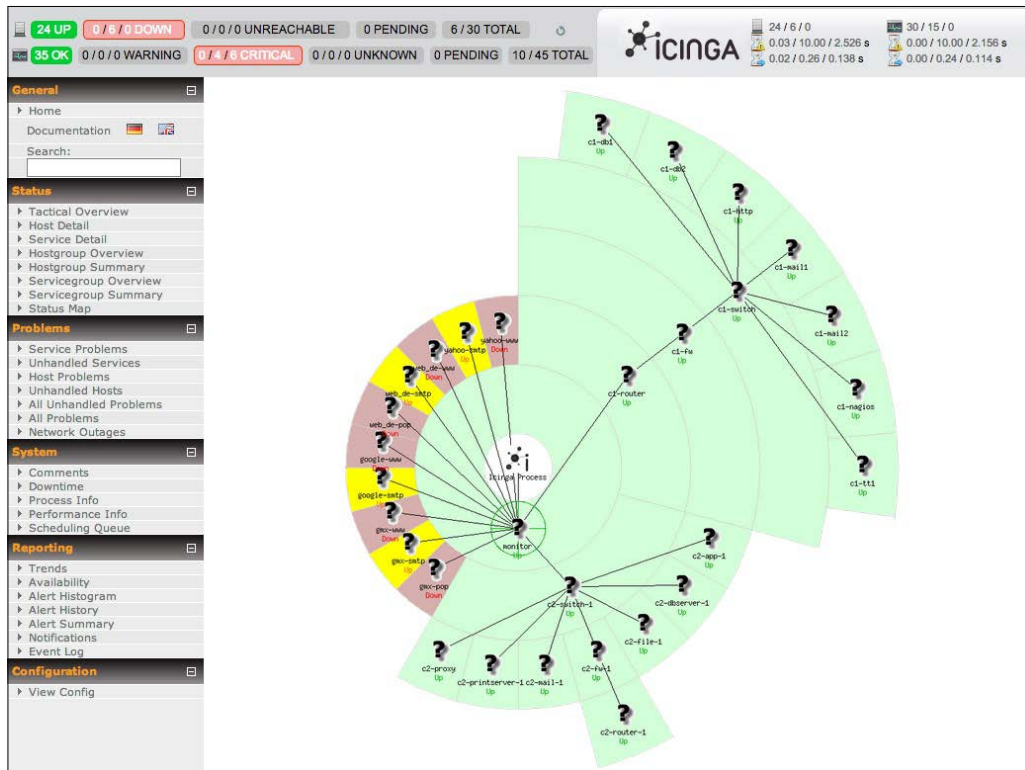 24 UP 0 / 6 / 0 DOWN 0 / 0 / 0 UNREACHABLE 0 PENDING 6 / 30 TOTAL
35 OK 0 / 0 / 0 WARNING 0 / 4 / 6 CRITICAL 0 / 0 / 0 UNKNOWN 0 PENDING 10 / 45 TOTAL
ICINGA
24 / 6 / 0
0.03 / 10.00 / 2.526 s
0.02 / 0.26 / 0.138 s
30 / 15 / 0
0.00 / 10.00 / 2.156 s
0.00 / 0.24 / 0.114 s
General
Home
Documentation
Search:
Status
Tactical Overview
Host Detail
Service Detail
Hostgroup Overview
Hostgroup Summary
Servicegroup Overview
Servicegroup Summary
Status Map
Problems
Service Problems
Unhandled Services
Host Problems
Unhandled Hosts
All Unhandled Problems
All Problems
Network Outages
System
Comments
Downtime
Process Info
Performance Info
Scheduling Queue
Reporting
Trends
Availability
Alert Histogram
Alert History
Alert Summary
Notifications
Event Log
Configuration
View Config
c1-db1
Up
c1-db2
Up
c1-http
Up
c1-mail1
Up
c1-switch
Up
c1-mail2
Up
c1-fw
Up
c1-router
Up
c1-nagios
Up
c1-tt1
Up
yahoo-www
Down
yahoo-smtp
Up
web_de-www
Down
web_de-smtp
Up
web_de-pop
Down
google-www
Down
google-smtp
Up
gmx-www
Down
gmx-smtp
Up
gmx-pop
Down
Icinga Process
monitor
Up
c2-app-1
Up
c2-dbserver-1
Up
c2-switch-1
Up
c2-file-1
Up
c2-fw-1
Up
c2-mail-1
Up
c2-printserver-1
Up
c2-proxy
Up
c2-router-1
Up